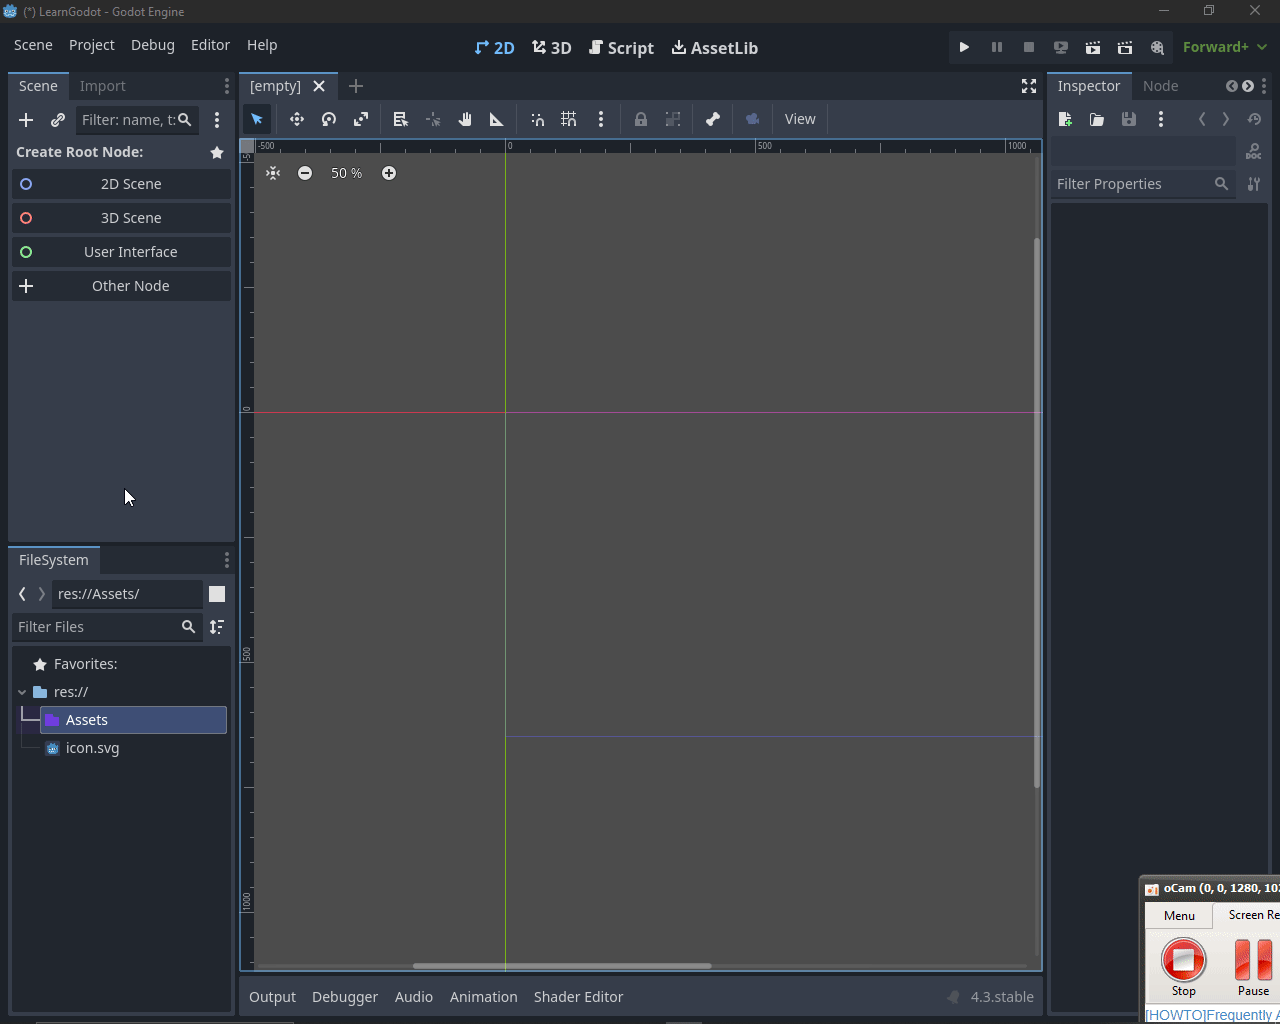 (*) LearnGodot - Godot Engine
Scene Project Debug Editor Help
2D 3D Script AssetLib
Forward+
Scene Import
[empty]
Inspector Node
Filter: name, t:
View
Create Root Node:
2D Scene
3D Scene
User Interface
Other Node
-500 0 500 1000
50 %
0
500
1000
DOC
Filter Properties
FileSystem
res://Assets/
Filter Files
Favorites:
res://
Assets
icon.svg
Output Debugger Audio Animation Shader Editor
4.3.stable
oCam (0, 0, 1280, 102
Menu Screen Re
Stop Pause
[HOWTO]Frequently A